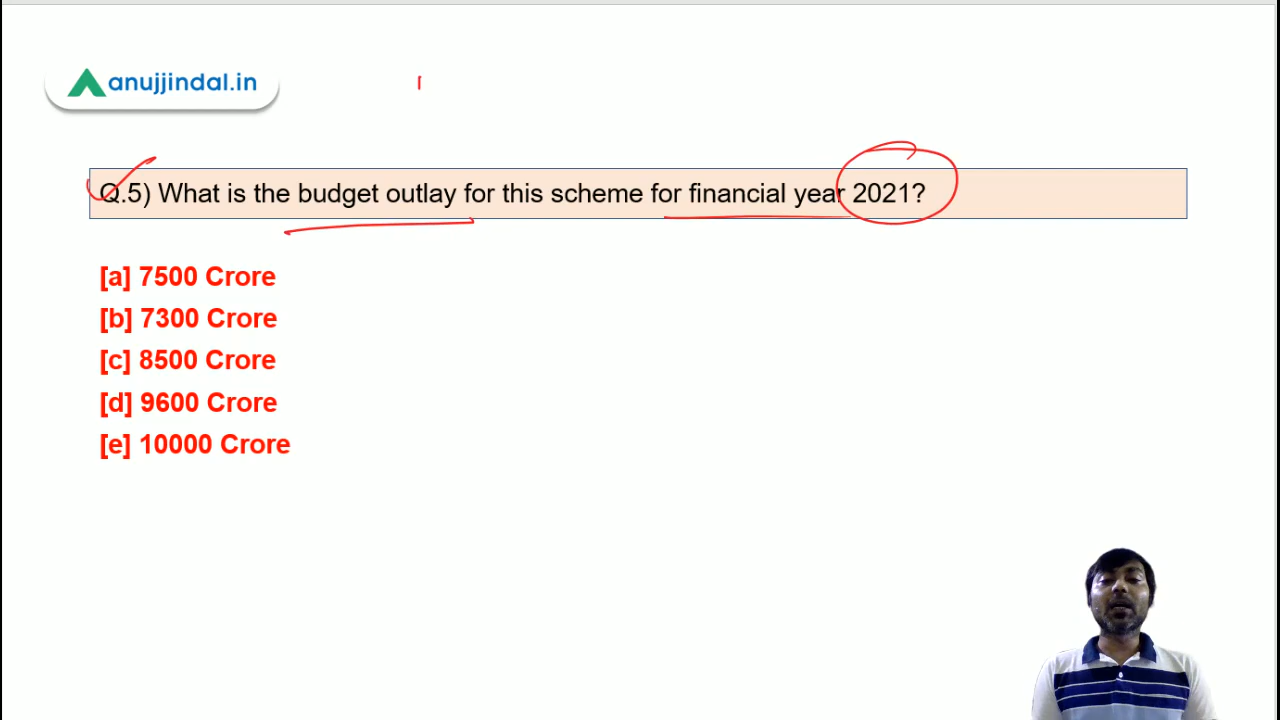 anujjindal.in
Q.5) What is the budget outlay for this scheme for financial year 2021?
[a] 7500 Crore
[b] 7300 Crore
[c] 8500 Crore
[d] 9600 Crore
[e] 10000 Crore